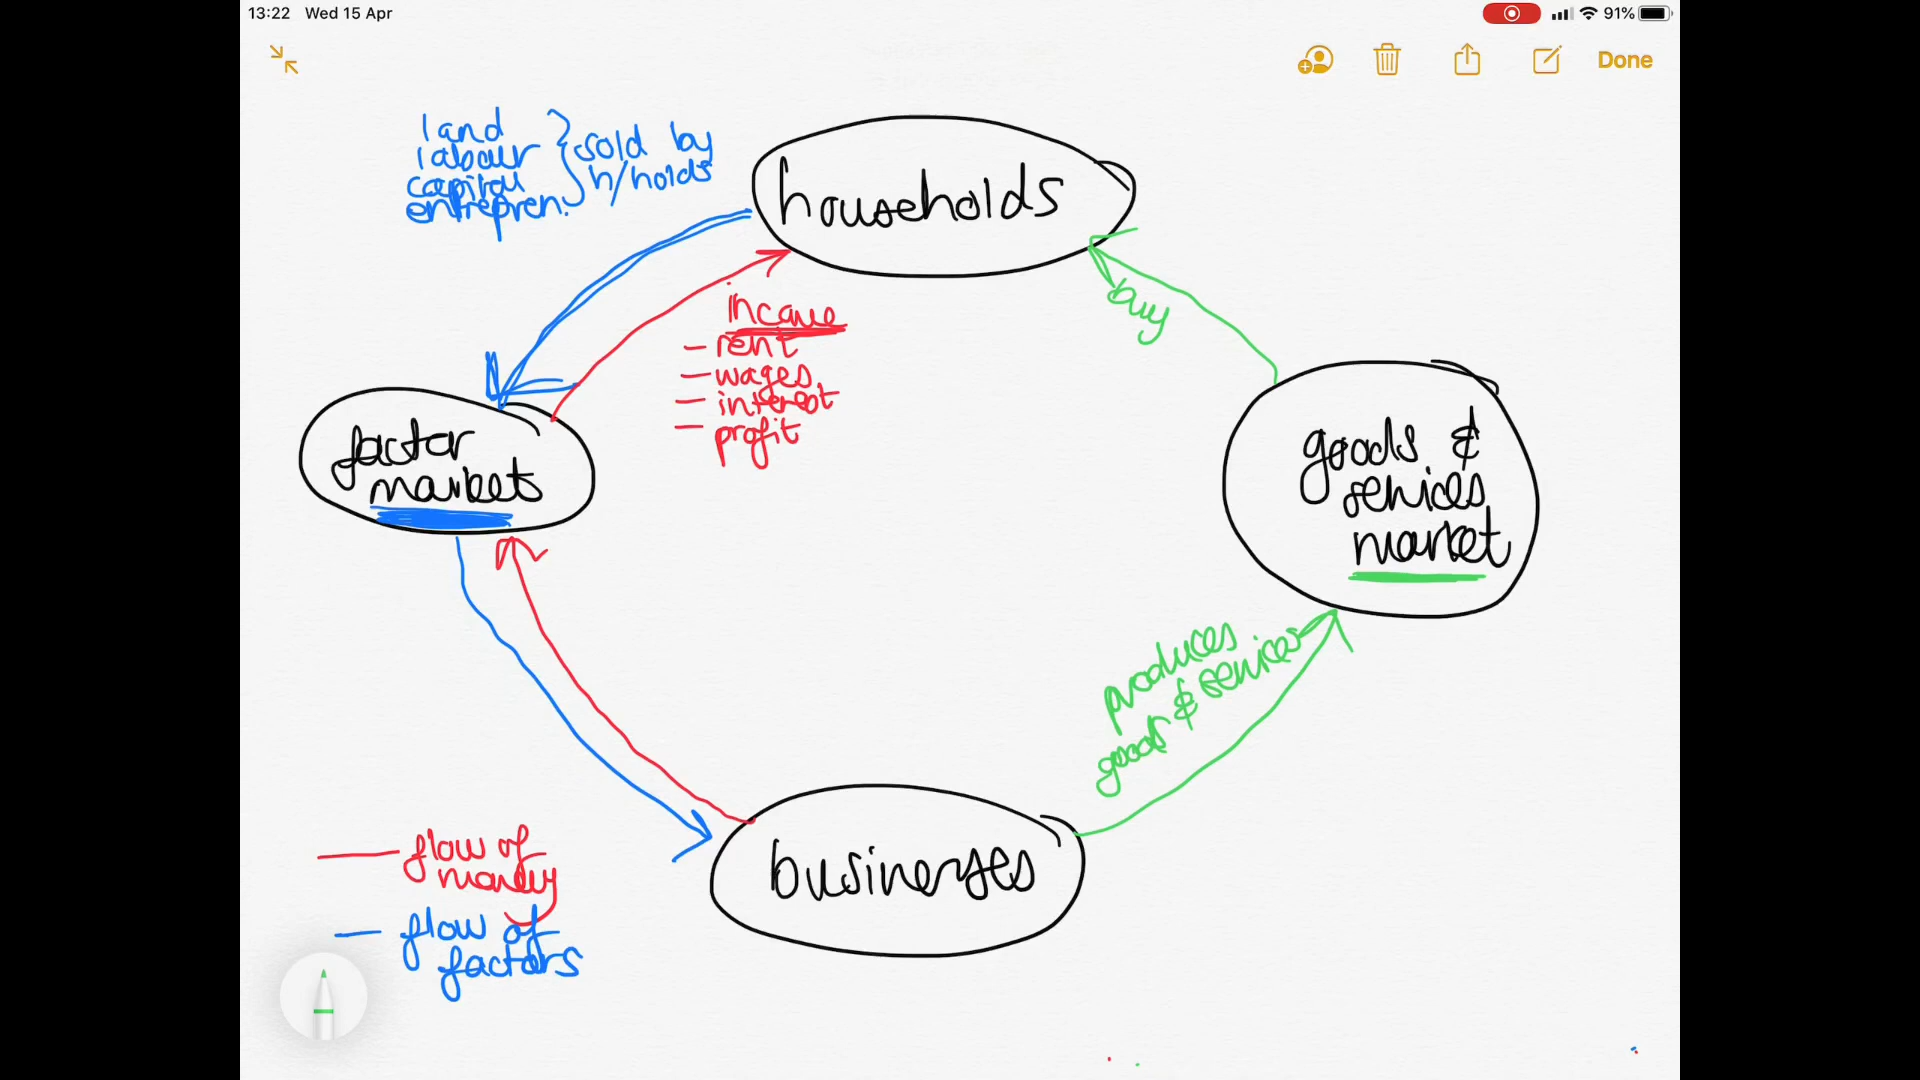 13:22 Wed 15 Apr
91%
Done
land
labour
capital
entrepren.
sold by
h/holds
households
income
- rent
- wages
- interest
- profit
buy
factor
markets
goods &
services
market
produces
goods & services
businesses
flow of
money
flow of
factors